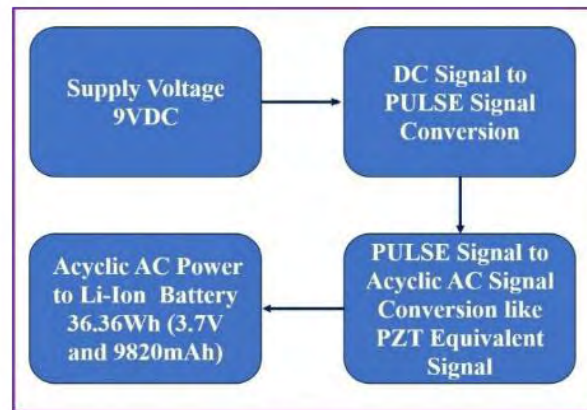 Supply Voltage
9VDC
DC Signal to
PULSE Signal
Conversion
PULSE Signal to
Acyclic AC Signal
Conversion like
PZT Equivalent
Signal
Acyclic AC Power
to Li-Ion Battery
36.36Wh (3.7V
and 9820mAh)